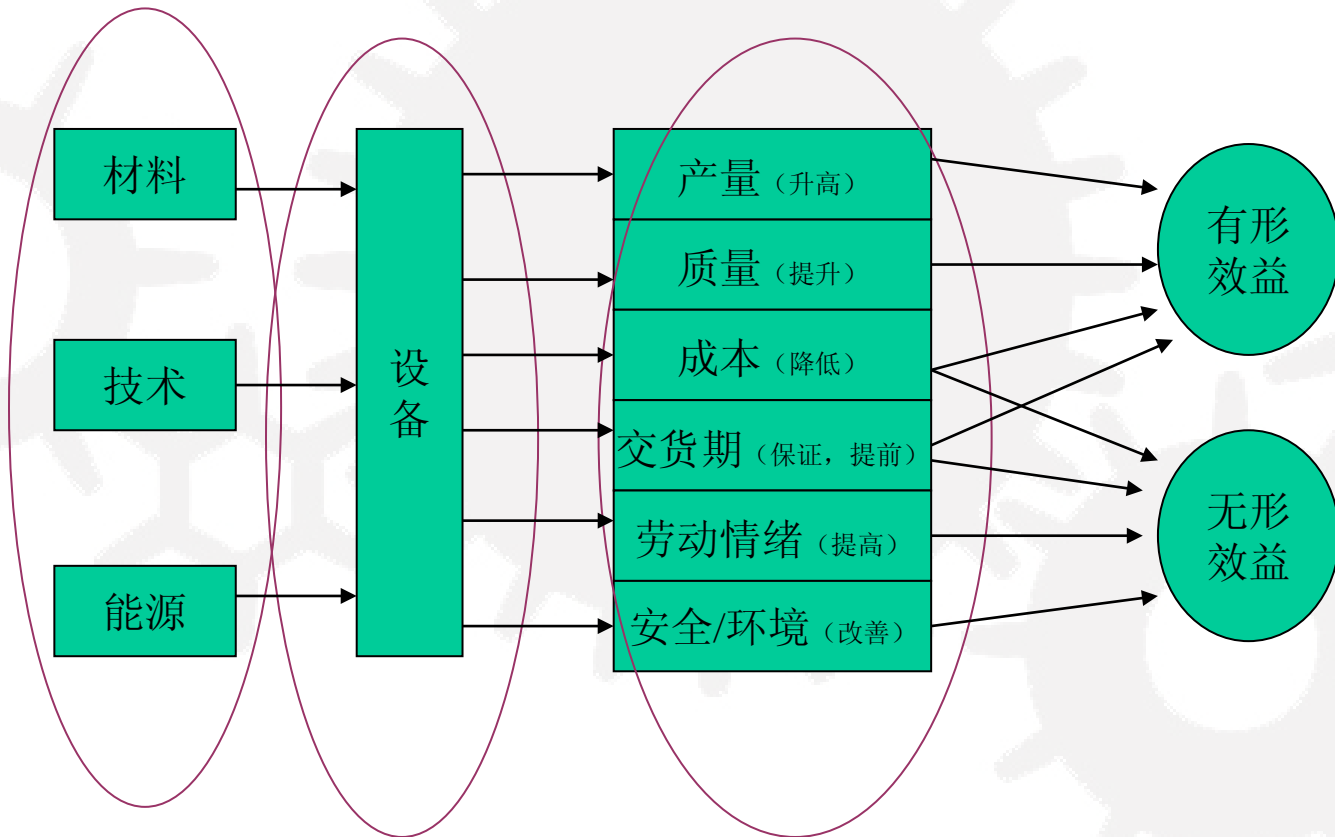 材料
技术
能源
设
备
产量（升高）
质量（提升）
成本（降低）
交货期（保证，提前）
劳动情绪（提高）
安全/环境（改善）
有形
效益
无形
效益